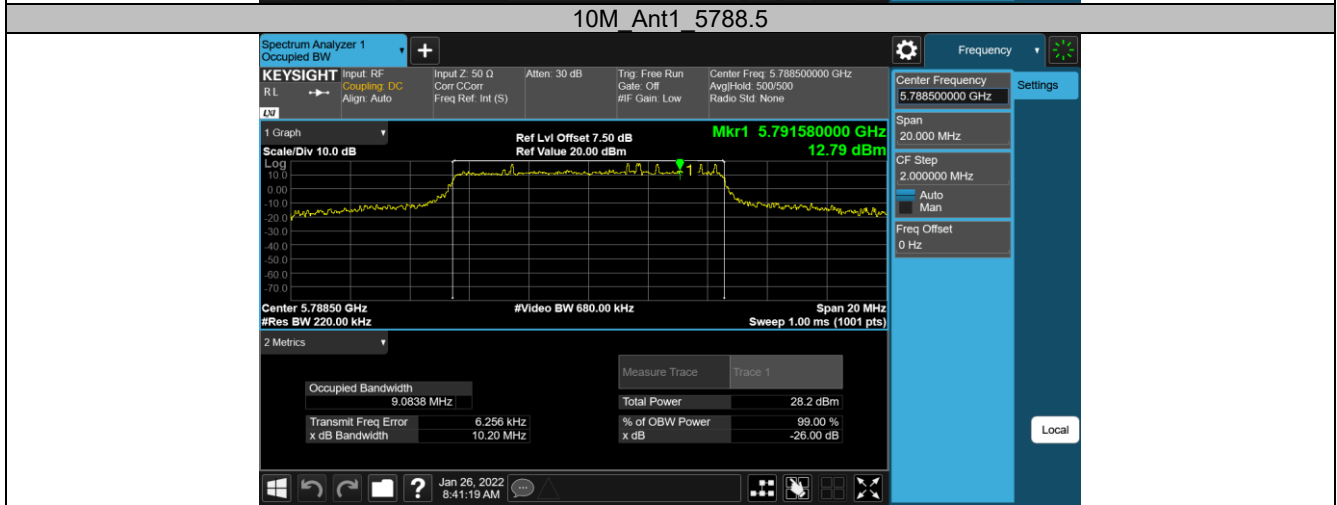 10M_Ant1_5788.5
Spectrum Analyzer 1
Occupied BW
+
Frequency
KEYSIGHT
RL
LXI
Input: RF
Coupling: DC
Align: Auto
Input Z: 50 Ω
Corr CCorr
Freq Ref: Int (S)
Atten: 30 dB
Trig: Free Run
Gate: Off
#IF Gain: Low
Center Freq: 5.788500000 GHz
Avg|Hold: 500/500
Radio Std: None
Center Frequency
5.788500000 GHz
Settings
Span
20.000 MHz
CF Step
2.000000 MHz
Auto
Man
Freq Offset
0 Hz
1 Graph
Scale/Div 10.0 dB
Ref Lvl Offset 7.50 dB
Ref Value 20.00 dBm
Mkr1 5.791580000 GHz
12.79 dBm
Log
10.0
0.00
-10.0
-20.0
-30.0
-40.0
-50.0
-60.0
-70.0
1
Center 5.78850 GHz
#Res BW 220.00 kHz
#Video BW 680.00 kHz
Span 20 MHz
Sweep 1.00 ms (1001 pts)
2 Metrics
Measure Trace Trace 1
Occupied Bandwidth
9.0838 MHz
Total Power 28.2 dBm
Transmit Freq Error 6.256 kHz
% of OBW Power 99.00 %
x dB Bandwidth 10.20 MHz
x dB -26.00 dB
Local
?
Jan 26, 2022
8:41:19 AM